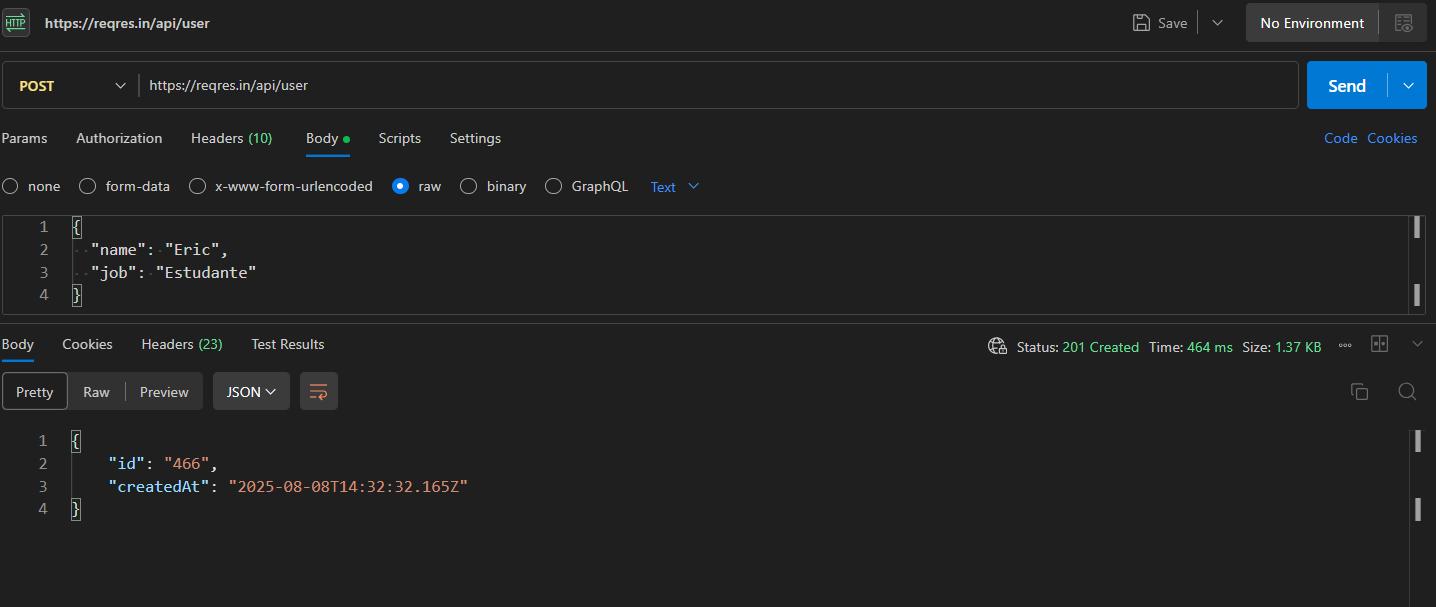 HTTP https://reqres.in/api/user Save No Environment
POST https://reqres.in/api/user Send
Params Authorization Headers (10) Body Scripts Settings Code Cookies
none form-data x-www-form-urlencoded raw binary GraphQL Text
1 {
2 "name": "Eric",
3 "job": "Estudante"
4 }
Body Cookies Headers (23) Test Results Status: 201 Created Time: 464 ms Size: 1.37 KB
Pretty Raw Preview JSON
1 {
2 "id": "466",
3 "createdAt": "2025-08-08T14:32:32.165Z"
4 }